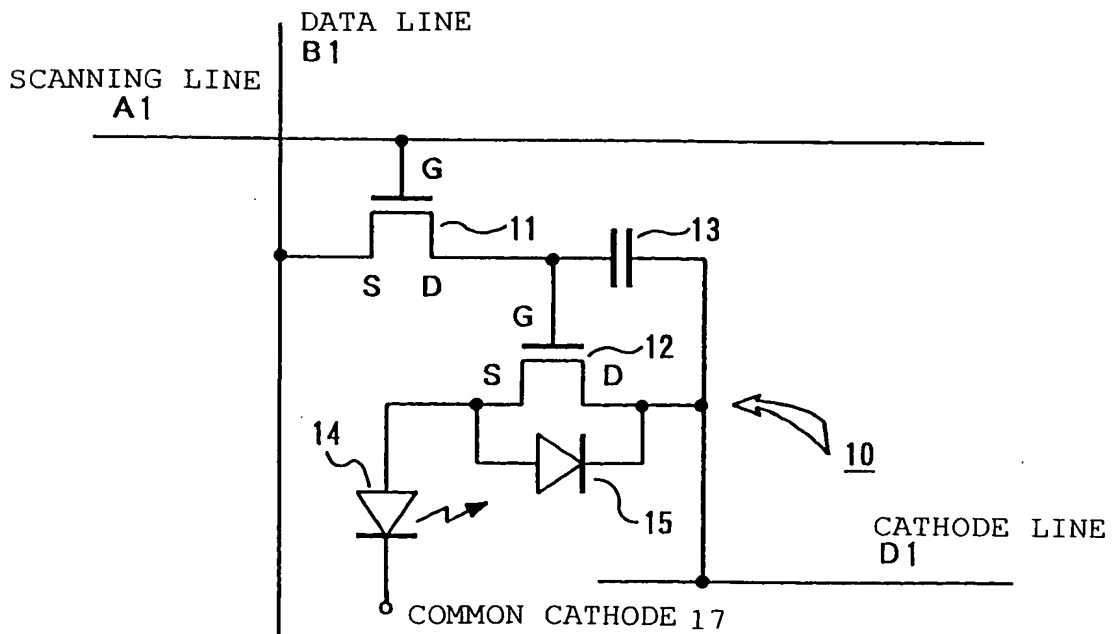 DATA LINE
B1
SCANNING LINE
A1
G
11
13
S D
G
12
S D
14
10
15
CATHODE LINE
D1
COMMON CATHODE 17